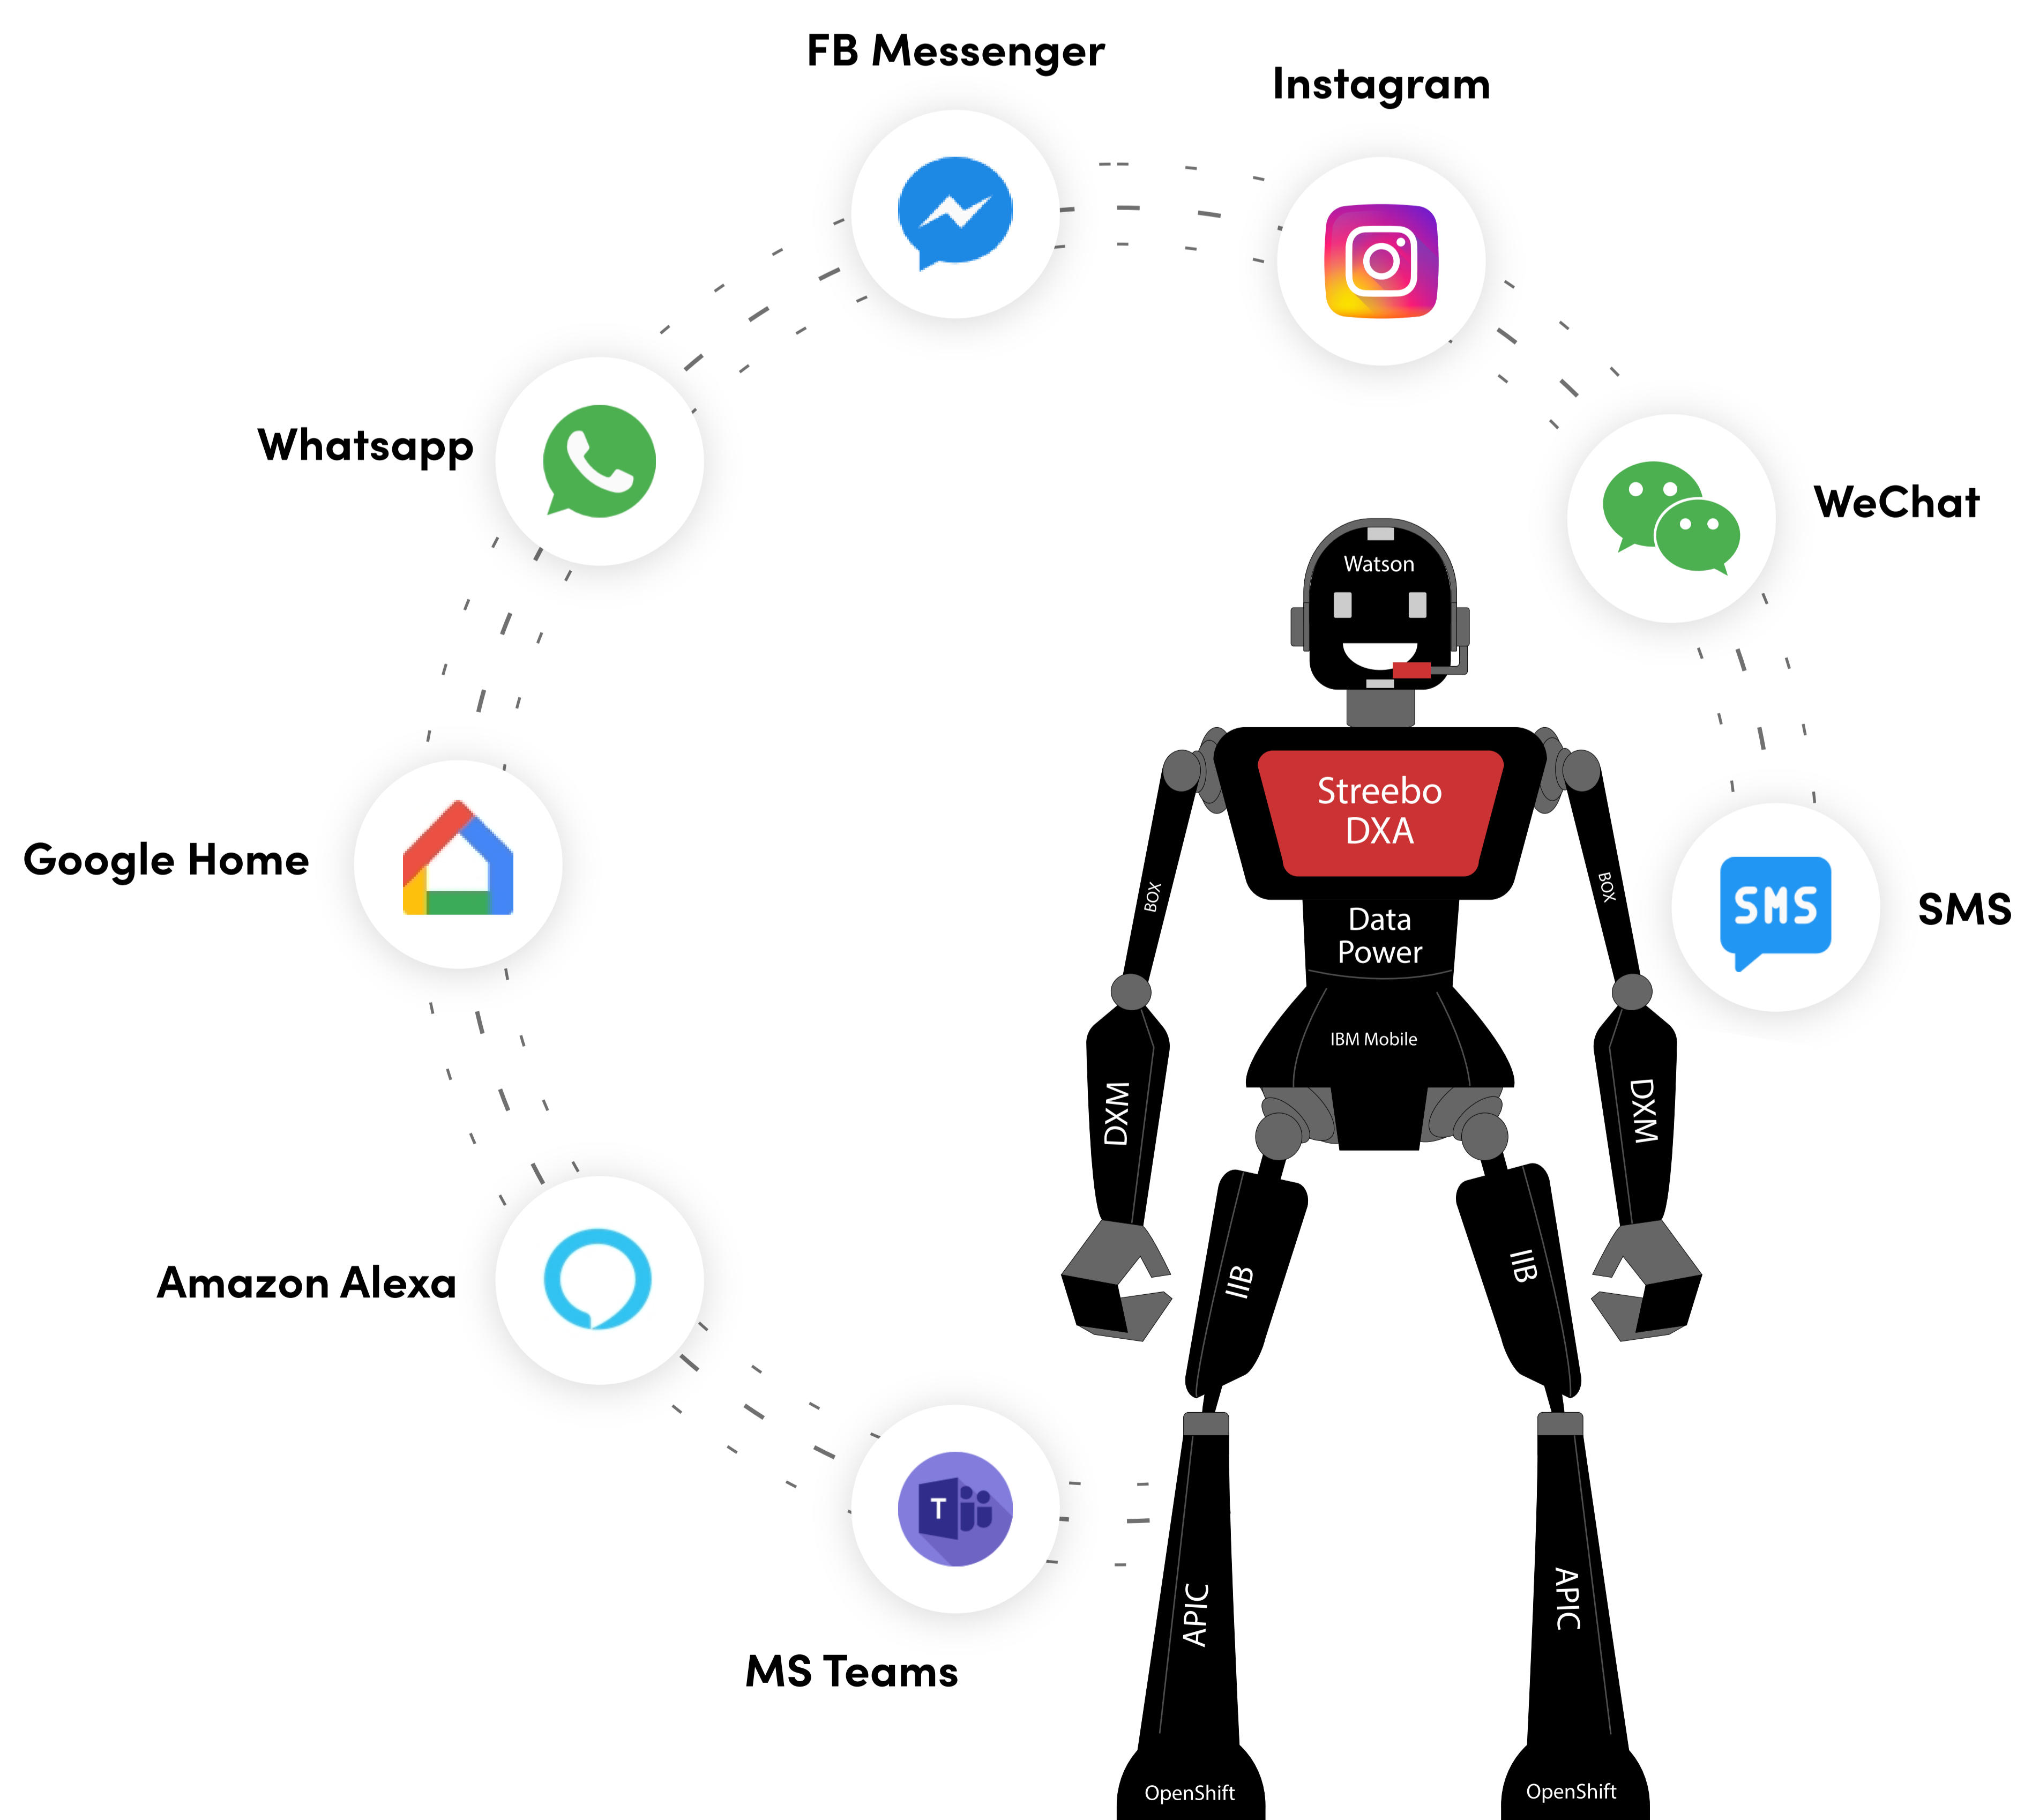 FB Messenger
Instagram
Whatsapp
WeChat
Watson
Streebo
DXA
Google Home
BOX
BOX
SMS
SMS
Data
Power
IBM Mobile
DXM
DXM
Amazon Alexa
IIB
IIB
T
MS Teams
APIC
APIC
OpenShift
OpenShift